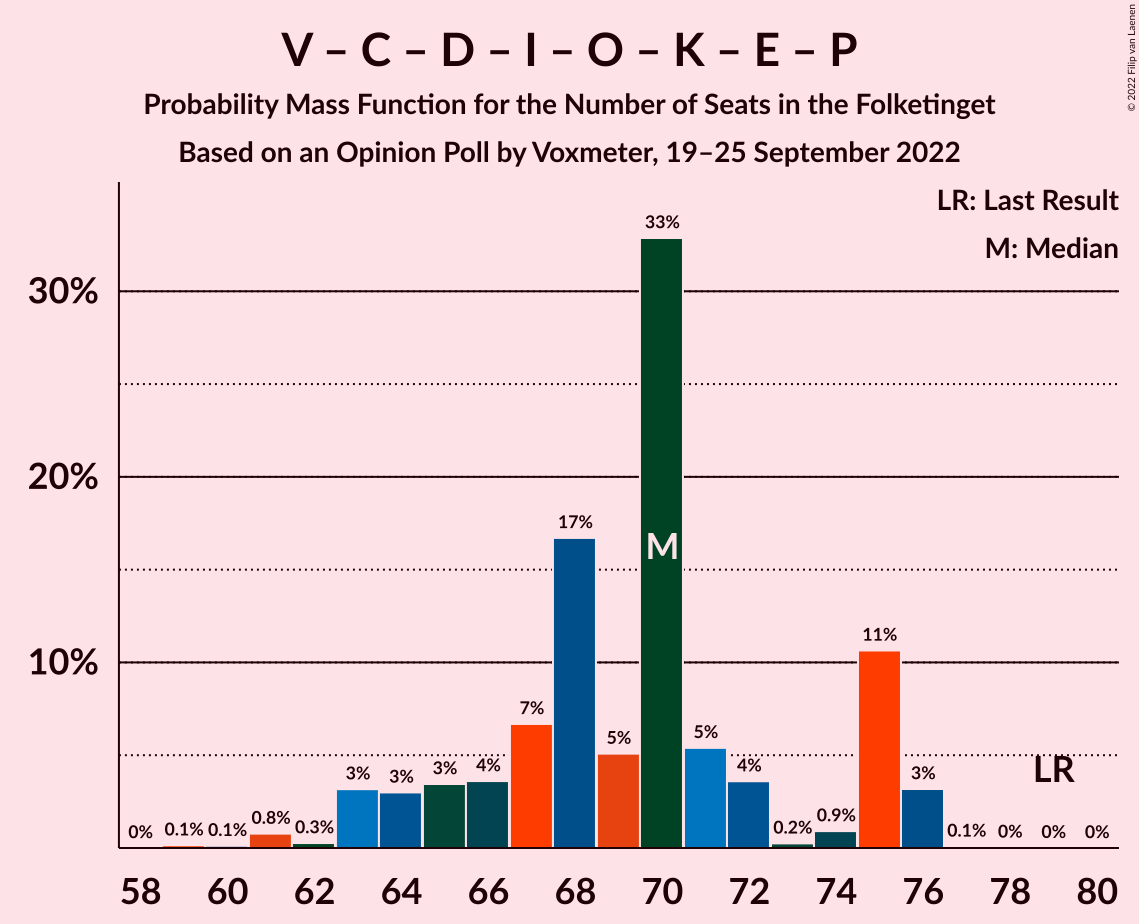 V – C – D – I – O – K – E – P
Probability Mass Function for the Number of Seats in the Folketinget
Based on an Opinion Poll by Voxmeter, 19–25 September 2022
© 2022 Filip van Laenen
LR: Last Result
M: Median
30%
20%
10%
0%
0.1%
0.1%
0.8%
0.3%
3%
3%
3%
4%
7%
17%
5%
33%
5%
4%
0.2%
0.9%
11%
3%
0.1%
0%
0%
0%
M
LR
58 60 62 64 66 68 70 72 74 76 78 80